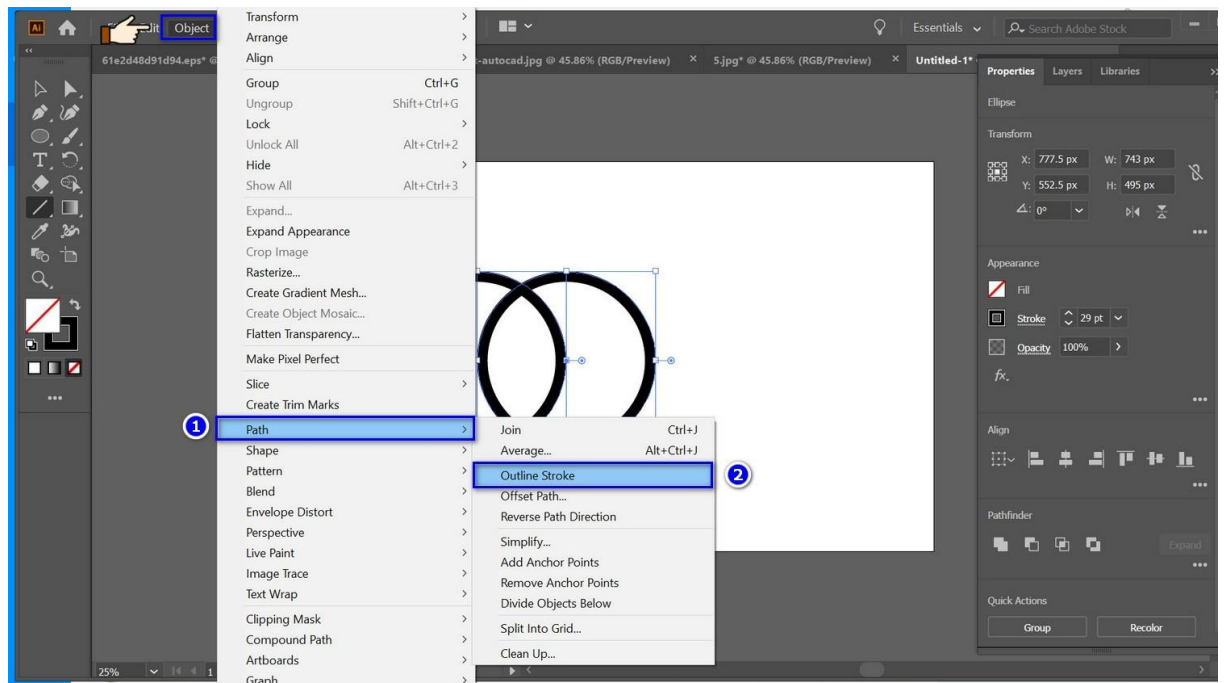 Ai
Edit Object
Essentials
Search Adobe Stock
61e2d48d91d94.eps* @
-autocad.jpg @ 45.86% (RGB/Preview) ×
5.jpg* @ 45.86% (RGB/Preview) ×
Untitled-1*
Transform >
Arrange >
Align >
Group Ctrl+G
Ungroup Shift+Ctrl+G
Lock >
Unlock All Alt+Ctrl+2
Hide >
Show All Alt+Ctrl+3
Expand...
Expand Appearance
Crop Image
Rasterize...
Create Gradient Mesh...
Create Object Mosaic...
Flatten Transparency...
Make Pixel Perfect
Slice >
Create Trim Marks
1
Path >
Shape >
Pattern >
Blend >
Envelope Distort >
Perspective >
Live Paint >
Image Trace >
Text Wrap >
Clipping Mask >
Compound Path >
Artboards >
Graph >
Join Ctrl+J
Average... Alt+Ctrl+J
Outline Stroke
2
Offset Path...
Reverse Path Direction
Simplify...
Add Anchor Points
Remove Anchor Points
Divide Objects Below
Split Into Grid...
Clean Up...
Properties Layers Libraries
Ellipse
Transform
X: 777.5 px W: 743 px
Y: 552.5 px H: 495 px
0°
Appearance
Fill
Stroke 29 pt
Opacity 100%
fx.
Align
Pathfinder
Expand
Quick Actions
Group Recolor
25% 1